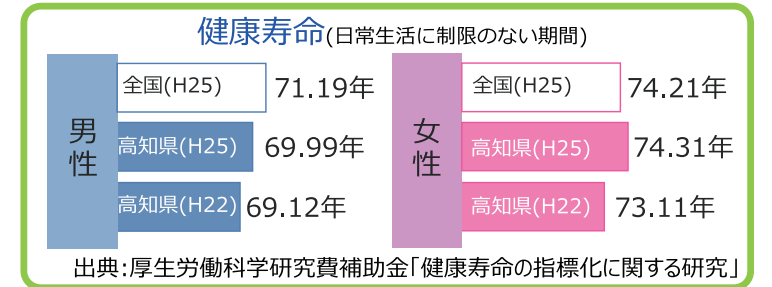 健康寿命(日常生活に制限のない期間)
男性
全国(H25) 71.19年
高知県(H25) 69.99年
高知県(H22) 69.12年
女性
全国(H25) 74.21年
高知県(H25) 74.31年
高知県(H22) 73.11年
出典:厚生労働科学研究費補助金「健康寿命の指標化に関する研究」